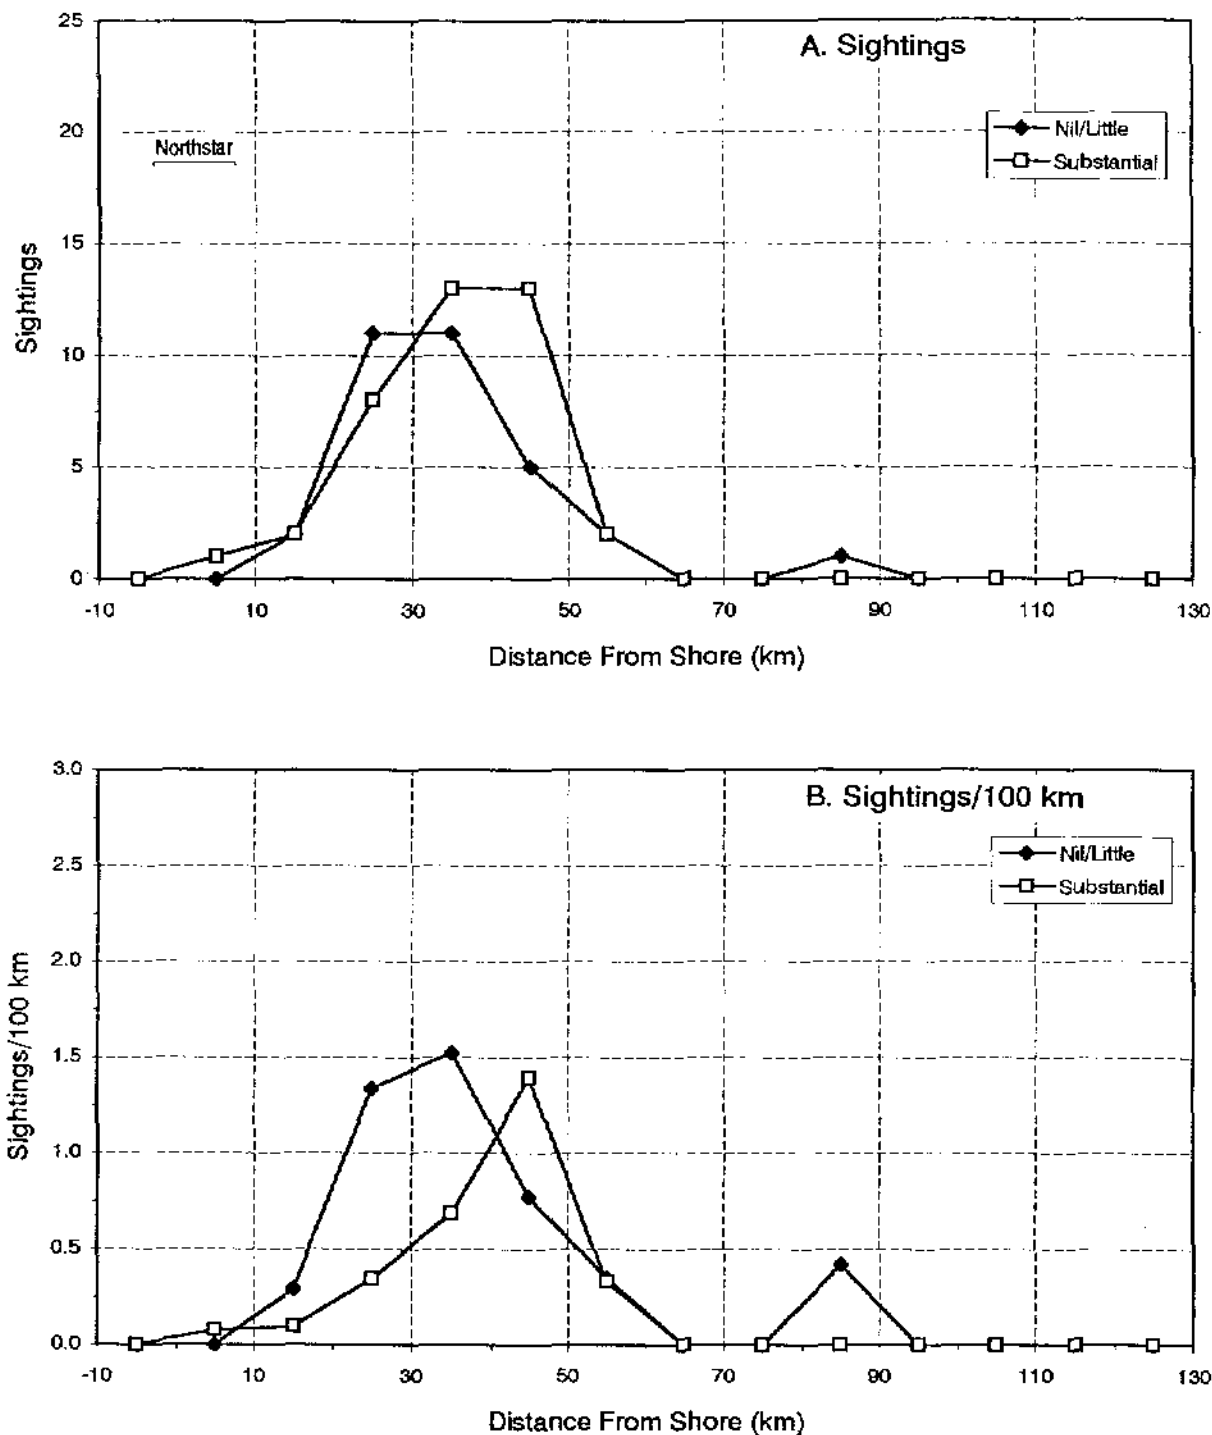 A. Sightings
25
20
15
10
5
0
Sightings
Northstar
Nil/Little
Substantial
-10 10 30 50 70 90 110 130
Distance From Shore (km)
B. Sightings/100 km
3.0
2.5
2.0
1.5
1.0
0.5
0.0
Sightings/100 km
Nil/Little
Substantial
-10 10 30 50 70 90 110 130
Distance From Shore (km)